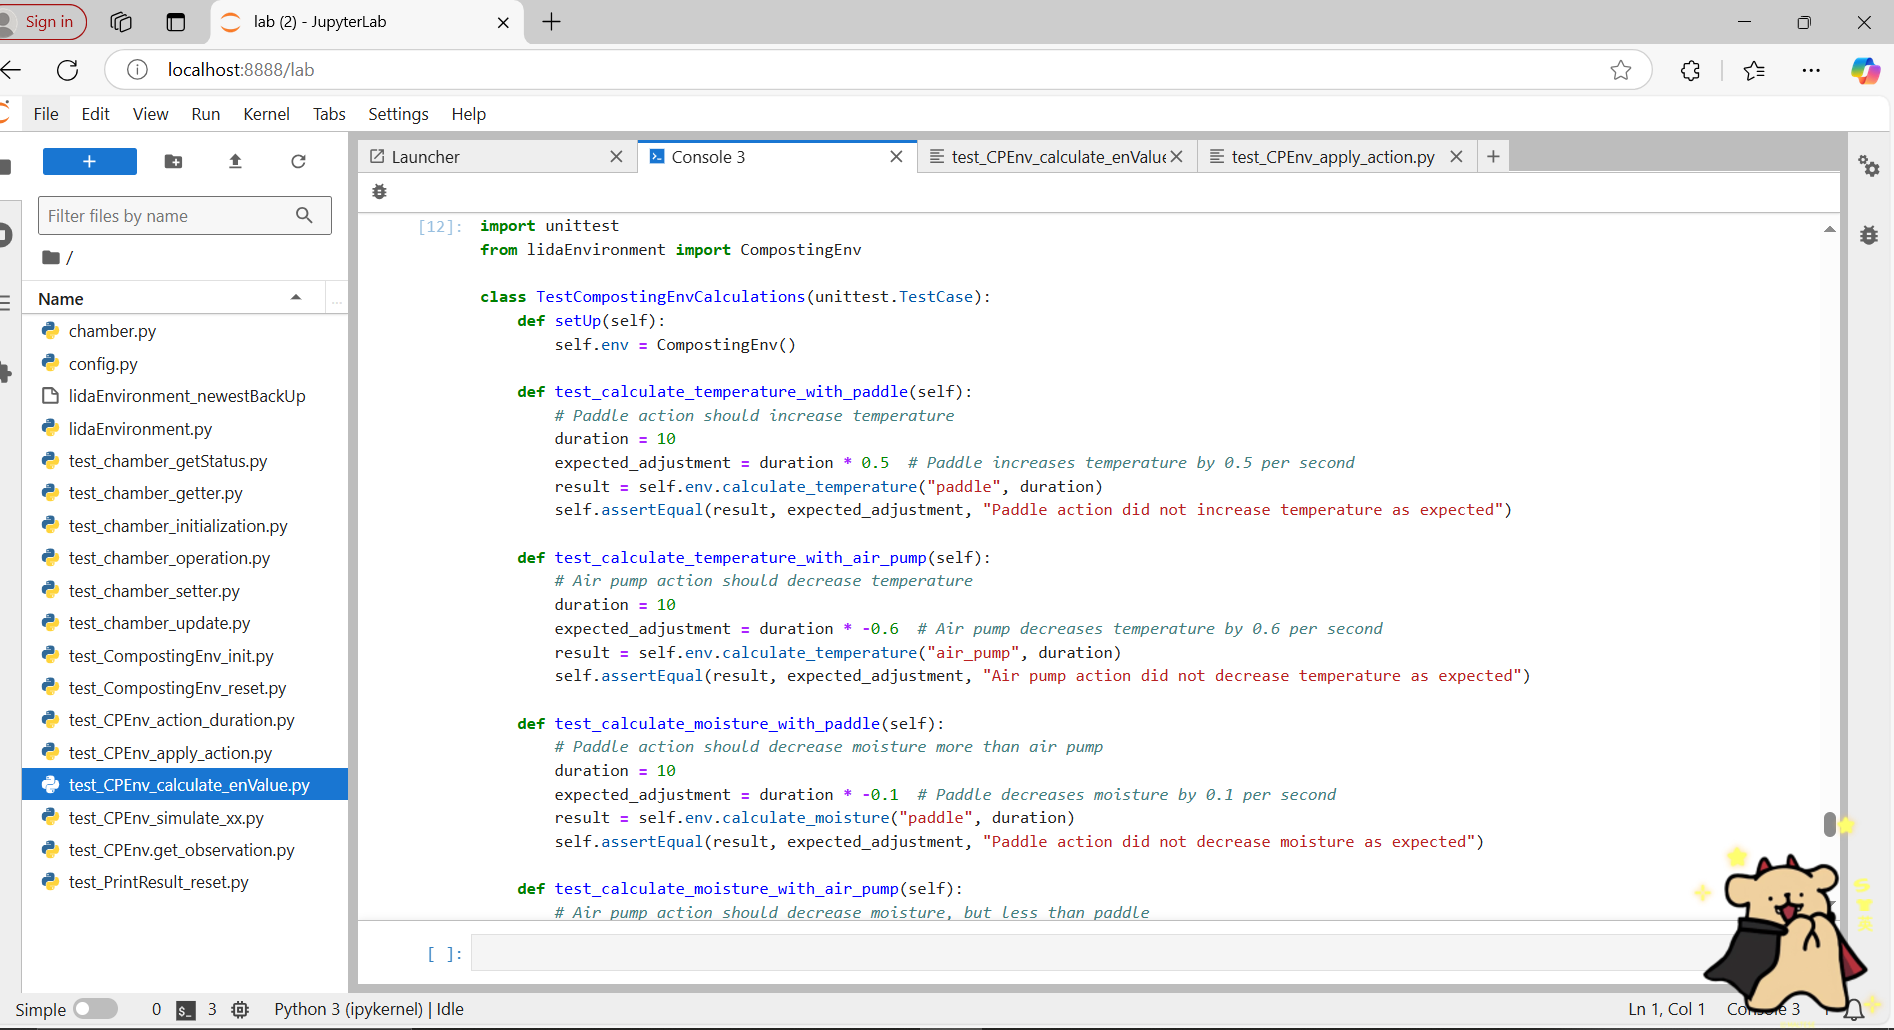 Sign in
lab (2) - JupyterLab
localhost:8888/lab
File Edit View Run Kernel Tabs Settings Help
Filter files by name
/
Name
...
chamber.py
config.py
lidaEnvironment_newestBackUp
lidaEnvironment.py
test_chamber_getStatus.py
test_chamber_getter.py
test_chamber_initialization.py
test_chamber_operation.py
test_chamber_setter.py
test_chamber_update.py
test_CompostingEnv_init.py
test_CompostingEnv_reset.py
test_CPEnv_action_duration.py
test_CPEnv_apply_action.py
test_CPEnv_calculate_enValue.py
test_CPEnv_simulate_xx.py
test_CPEnv.get_observation.py
test_PrintResult_reset.py
Launcher Console 3 test_CPEnv_calculate_enValue test_CPEnv_apply_action.py
[12]: import unittest
from lidaEnvironment import CompostingEnv
class TestCompostingEnvCalculations(unittest.TestCase):
def setUp(self):
self.env = CompostingEnv()
def test_calculate_temperature_with_paddle(self):
# Paddle action should increase temperature
duration = 10
expected_adjustment = duration * 0.5 # Paddle increases temperature by 0.5 per second
result = self.env.calculate_temperature("paddle", duration)
self.assertEqual(result, expected_adjustment, "Paddle action did not increase temperature as expected")
def test_calculate_temperature_with_air_pump(self):
# Air pump action should decrease temperature
duration = 10
expected_adjustment = duration * -0.6 # Air pump decreases temperature by 0.6 per second
result = self.env.calculate_temperature("air_pump", duration)
self.assertEqual(result, expected_adjustment, "Air pump action did not decrease temperature as expected")
def test_calculate_moisture_with_paddle(self):
# Paddle action should decrease moisture more than air pump
duration = 10
expected_adjustment = duration * -0.1 # Paddle decreases moisture by 0.1 per second
result = self.env.calculate_moisture("paddle", duration)
self.assertEqual(result, expected_adjustment, "Paddle action did not decrease moisture as expected")
def test_calculate_moisture_with_air_pump(self):
# Air pump action should decrease moisture, but less than paddle
[ ]:
Simple 0 $_ 3 Python 3 (ipykernel) | Idle Ln 1, Col 1